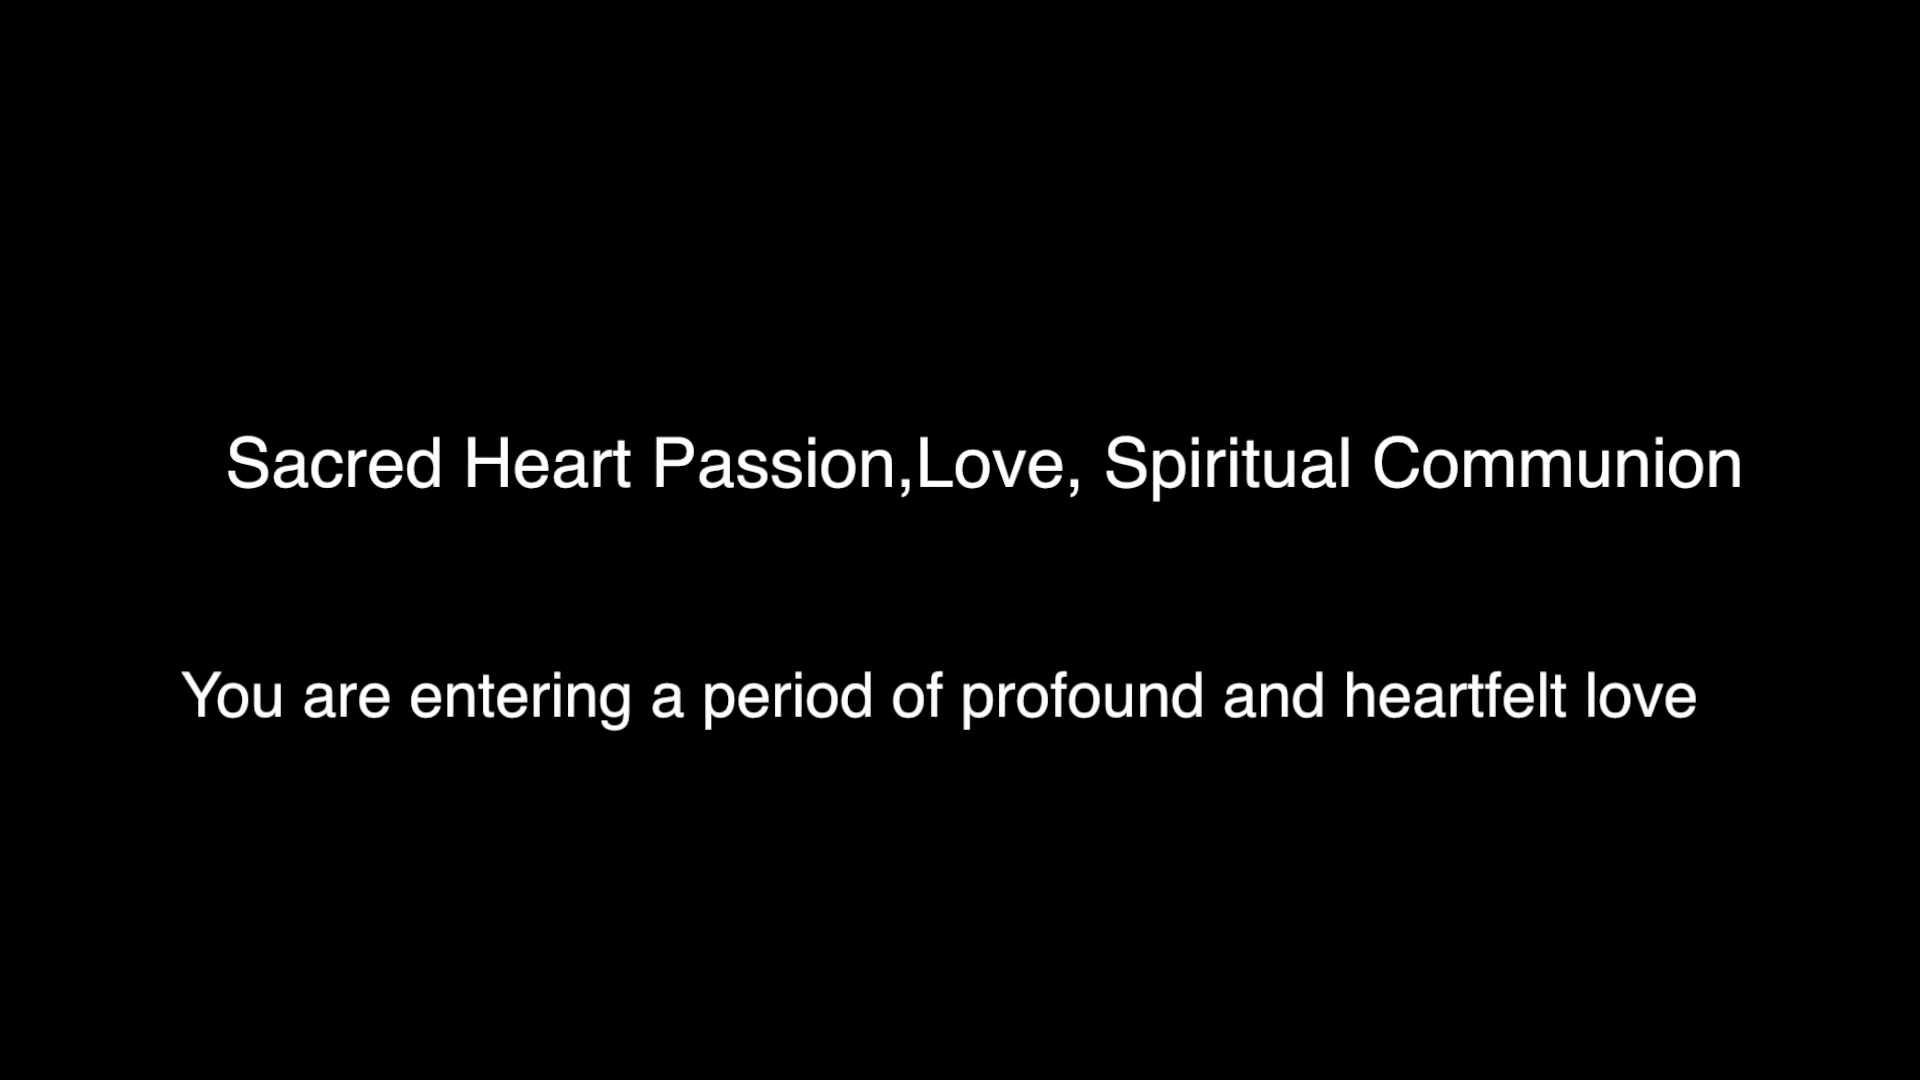 Sacred Heart Passion,Love, Spiritual Communion
You are entering a period of profound and heartfelt love